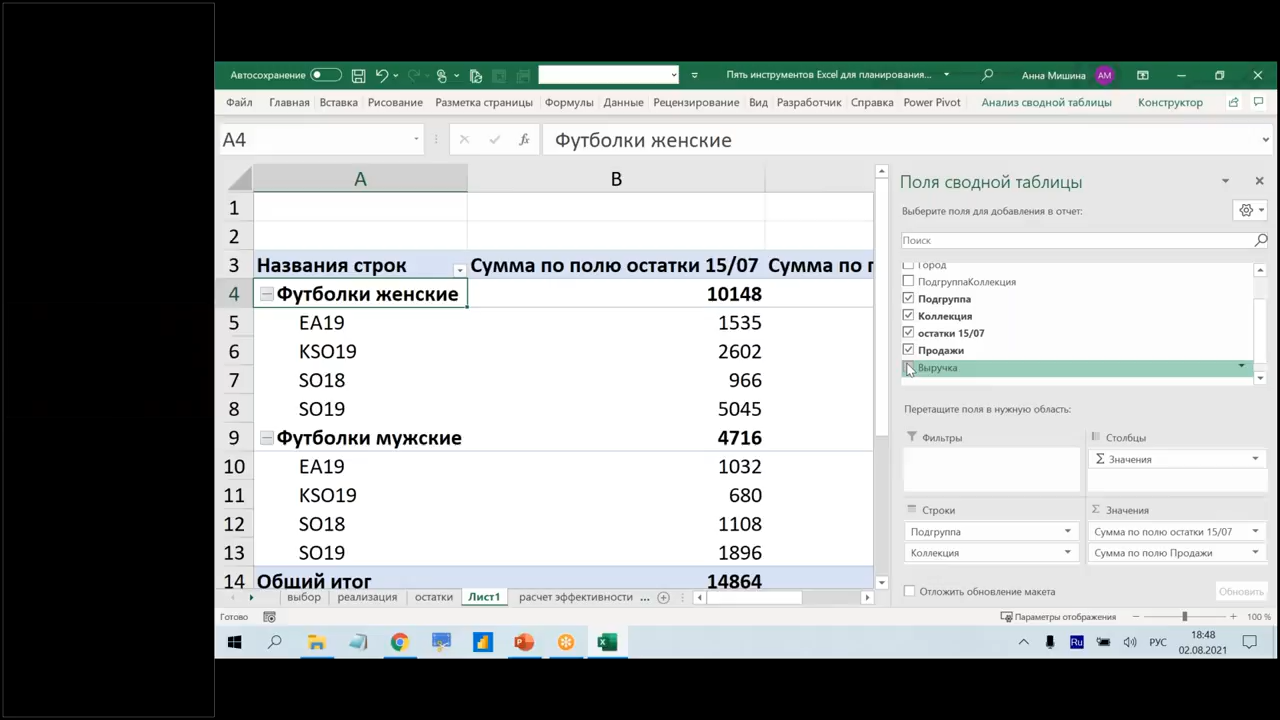 Автосохранение
Пять инструментов Excel для планирования...
Анна Мишина
АМ
Файл Главная Вставка Рисование Разметка страницы Формулы Данные Рецензирование Вид Разработчик Справка Power Pivot Анализ сводной таблицы Конструктор
A4
fx
Футболки женские
A B
1
2
3 Названия строк Сумма по полю остатки 15/07 Сумма по п
4 Футболки женские 10148
5 EA19 1535
6 KSO19 2602
7 SO18 966
8 SO19 5045
9 Футболки мужские 4716
10 EA19 1032
11 KSO19 680
12 SO18 1108
13 SO19 1896
14 Общий итог 14864
Поля сводной таблицы
Выберите поля для добавления в отчет:
Поиск
Город
ПодгруппаКоллекция
Подгруппа
Коллекция
остатки 15/07
Продажи
Выручка
Перетащите поля в нужную область:
Фильтры
Столбцы
Σ Значения
Строки
Σ Значения
Подгруппа
Сумма по полю остатки 15/07
Коллекция
Сумма по полю Продажи
Отложить обновление макета
Обновить
выбор реализация остатки Лист1 расчет эффективности ...
Готово
Параметры отображения
100 %
Ru
РУС
18:48
02.08.2021